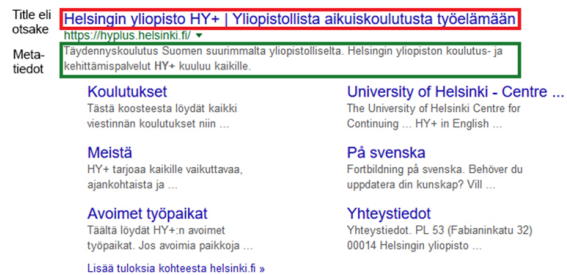 Title eli
otsake
Helsingin yliopisto HY+ | Yliopistollista aikuiskoulutusta työelämään
https://hyplus.helsinki.fi/
Meta-
tiedot
Täydennyskoulutus Suomen suurimmalta yliopistolliselta. Helsingin yliopiston koulutus- ja
kehittämispalvelut HY+ kuuluu kaikille.
Koulutukset
Tästä koosteesta löydät kaikki
viestinnän koulutukset niin ...
University of Helsinki - Centre ...
The University of Helsinki Centre for
Continuing ... HY+ in English ...
Meistä
HY+ tarjoaa kaikille vaikuttavaa,
ajankohtaista ja ...
På svenska
Fortbildning på svenska. Behöver du
uppdatera din kunskap? Vill ...
Avoimet työpaikat
Täältä löydät HY+:n avoimet
työpaikat. Jos avoimia paikkoja ...
Yhteystiedot
Yhteystiedot. PL 53 (Fabianinkatu 32)
00014 Helsingin yliopisto ...
Lisää tuloksia kohteesta helsinki.fi »